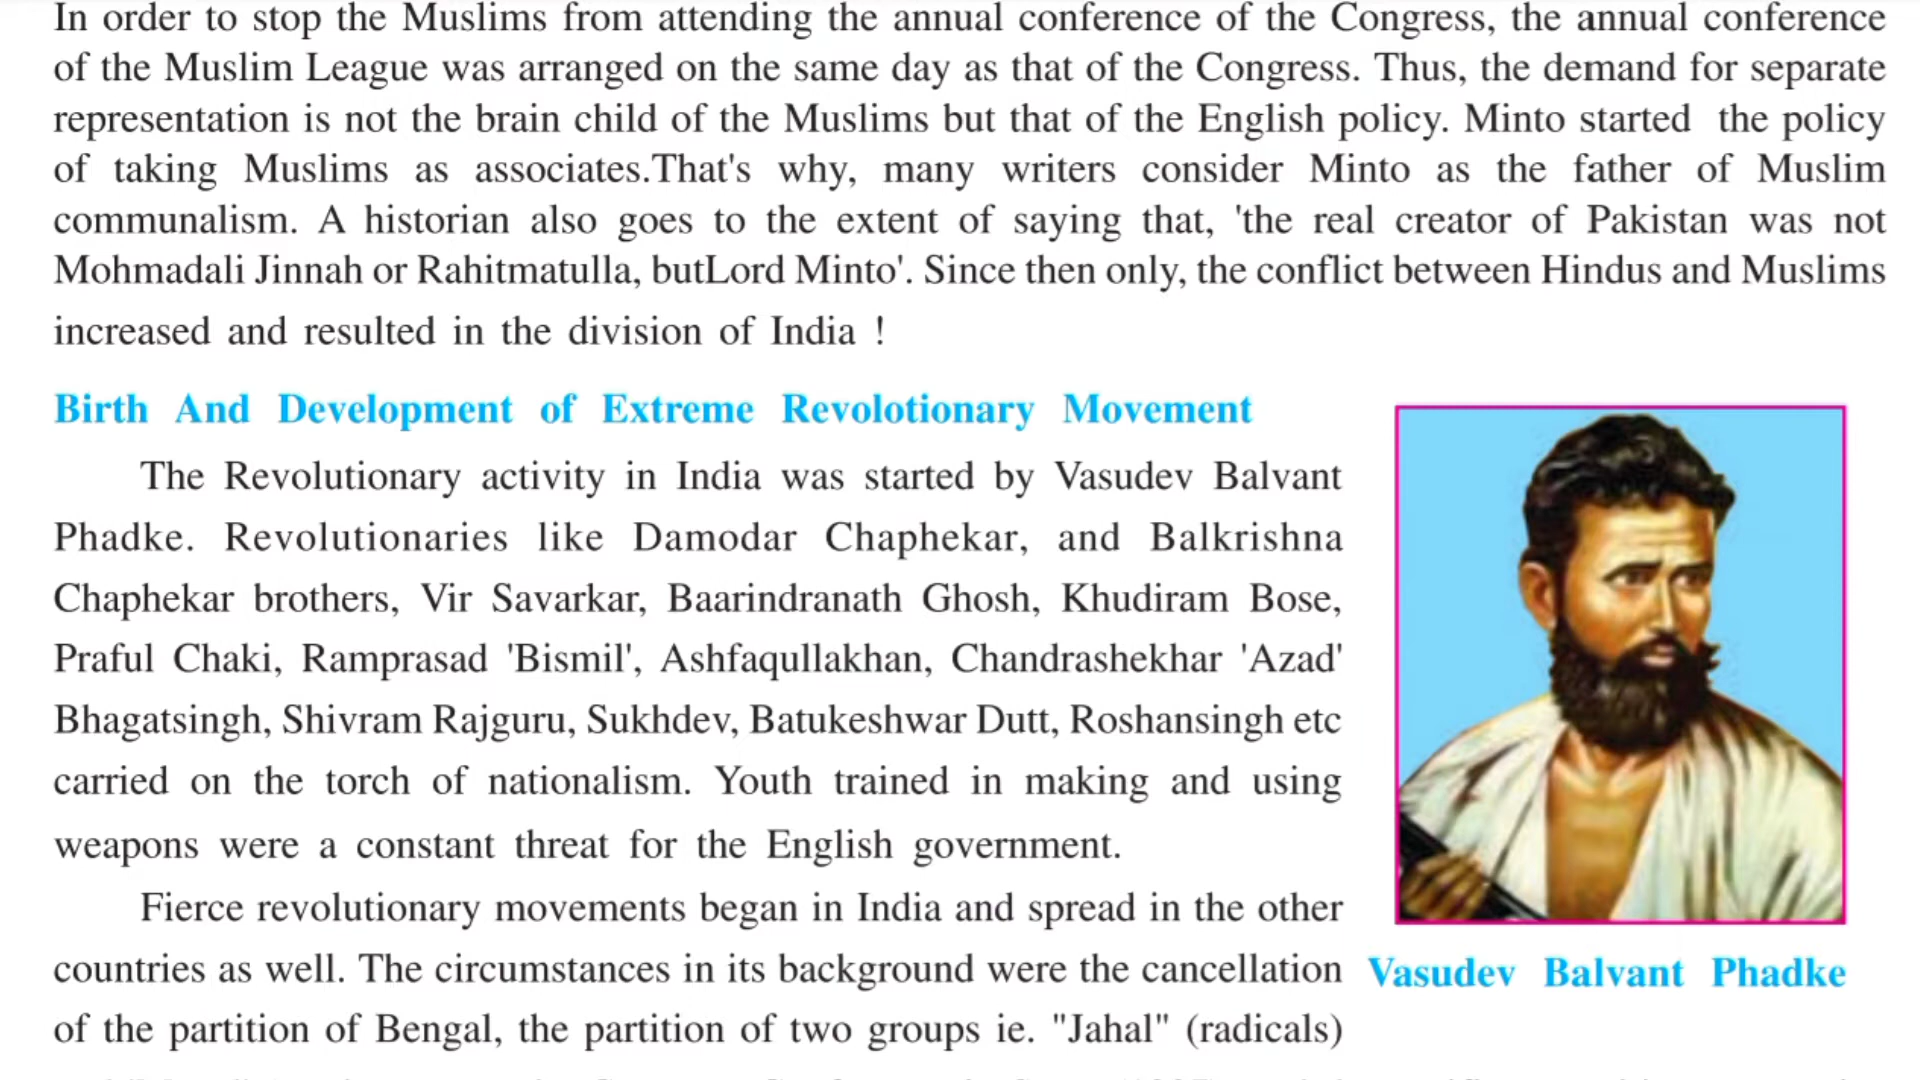 In order to stop the Muslims from attending the annual conference of the Congress, the annual conference
of the Muslim League was arranged on the same day as that of the Congress. Thus, the demand for separate
representation is not the brain child of the Muslims but that of the English policy. Minto started the policy
of taking Muslims as associates.That's why, many writers consider Minto as the father of Muslim
communalism. A historian also goes to the extent of saying that, 'the real creator of Pakistan was not
Mohmadali Jinnah or Rahitmatulla, butLord Minto'. Since then only, the conflict between Hindus and Muslims
increased and resulted in the division of India !
Birth And Development of Extreme Revolotionary Movement
The Revolutionary activity in India was started by Vasudev Balvant
Phadke. Revolutionaries like Damodar Chaphekar, and Balkrishna
Chaphekar brothers, Vir Savarkar, Baarindranath Ghosh, Khudiram Bose,
Praful Chaki, Ramprasad 'Bismil', Ashfaqullakhan, Chandrashekhar 'Azad'
Bhagatsingh, Shivram Rajguru, Sukhdev, Batukeshwar Dutt, Roshansingh etc
carried on the torch of nationalism. Youth trained in making and using
weapons were a constant threat for the English government.
Fierce revolutionary movements began in India and spread in the other
countries as well. The circumstances in its background were the cancellation
of the partition of Bengal, the partition of two groups ie. "Jahal" (radicals)
Vasudev Balvant Phadke